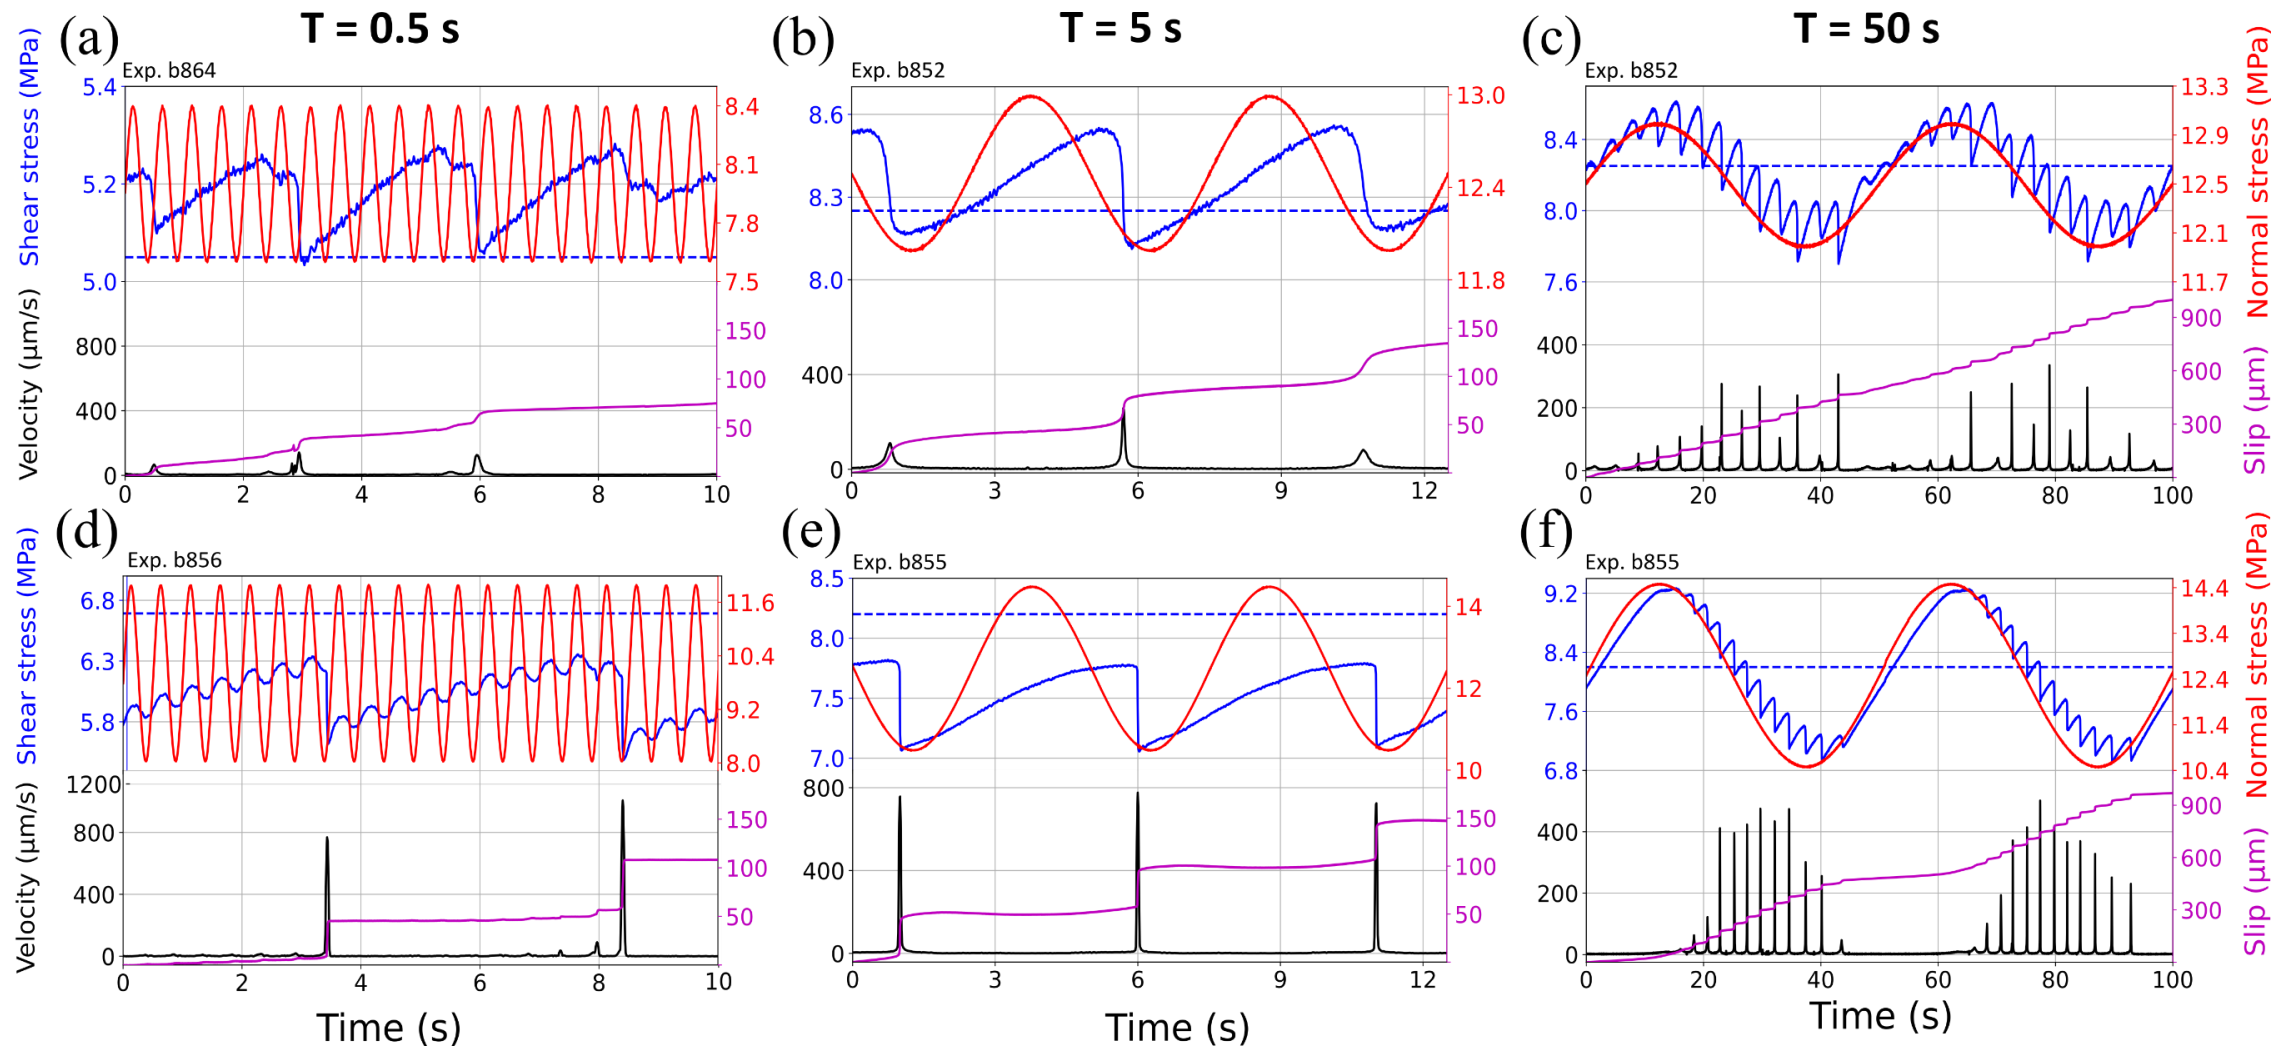 (a) T = 0.5 s
Exp. b864
Shear stress (MPa)
5.4
5.2
5.0
8.4
8.1
7.8
7.5
Velocity (μm/s)
800
400
0
150
100
50
0 2 4 6 8 10
(b) T = 5 s
Exp. b852
8.6
8.3
8.0
13.0
12.4
11.8
400
0
150
100
50
0 3 6 9 12
(c) T = 50 s
Exp. b852
8.4
8.0
7.6
13.3
12.9
12.5
12.1
11.7
Normal stress (MPa)
400
200
0
900
600
300
Slip (μm)
0 20 40 60 80 100
(d)
Exp. b856
Shear stress (MPa)
6.8
6.3
5.8
11.6
10.4
9.2
8.0
Velocity (μm/s)
1200
800
400
0
150
100
50
0 2 4 6 8 10
Time (s)
(e)
Exp. b855
8.5
8.0
7.5
7.0
14
12
10
800
400
0
150
100
50
0 3 6 9 12
Time (s)
(f)
Exp. b855
9.2
8.4
7.6
6.8
14.4
13.4
12.4
11.4
10.4
Normal stress (MPa)
400
200
0
900
600
300
Slip (μm)
0 20 40 60 80 100
Time (s)